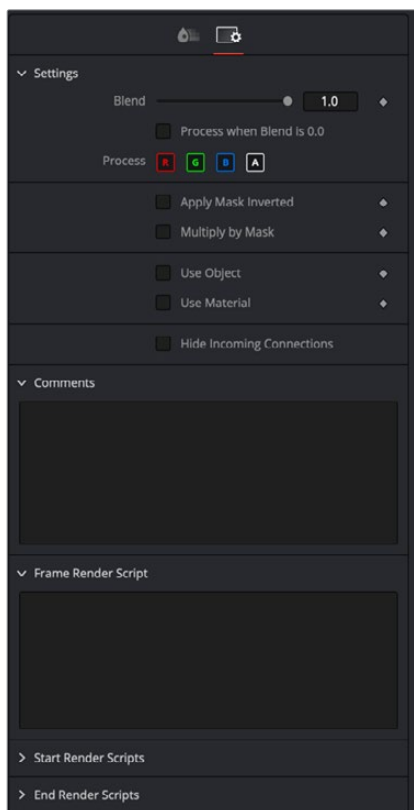 Settings
Blend 1.0
Process when Blend is 0.0
Process R G B A
Apply Mask Inverted
Multiply by Mask
Use Object
Use Material
Hide Incoming Connections
Comments
Frame Render Script
Start Render Scripts
End Render Scripts